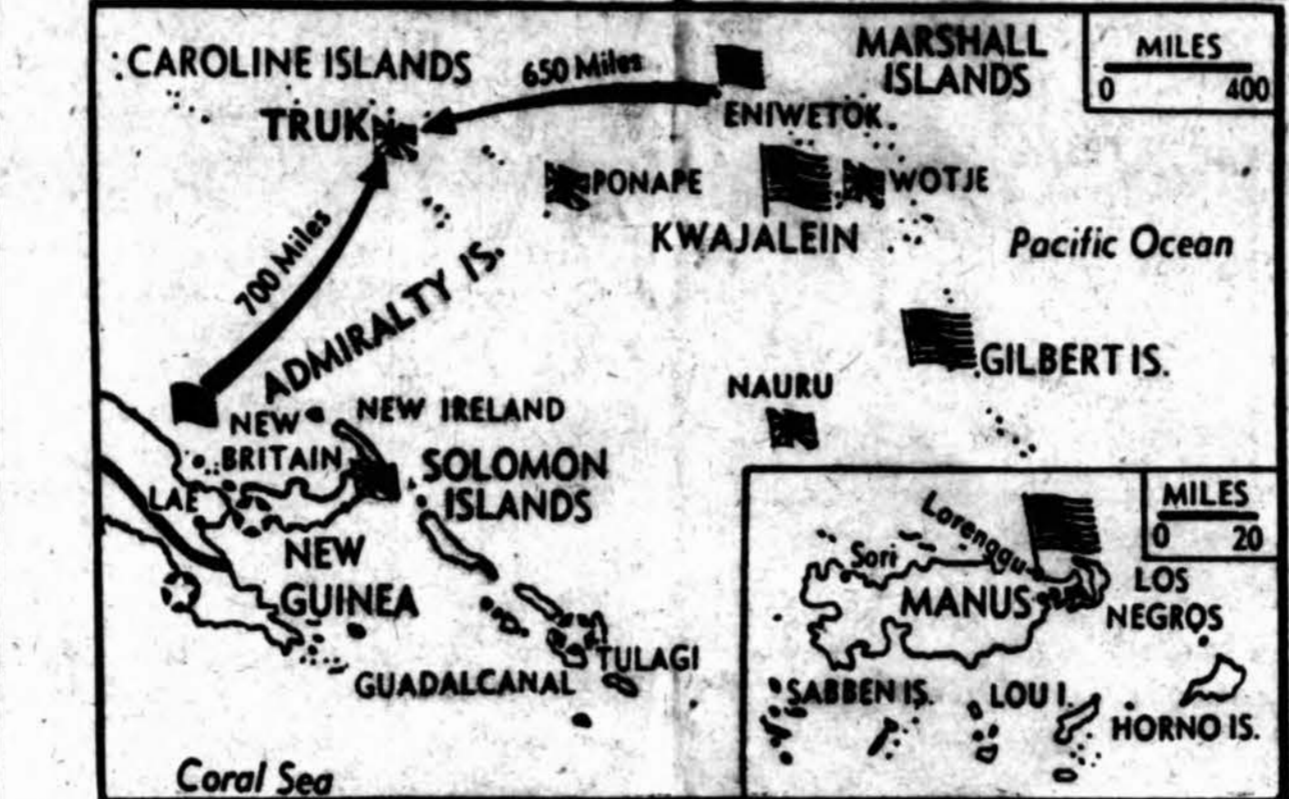 CAROLINE ISLANDS
650 Miles
MARSHALL
ISLANDS
MILES
0 400
TRUK
ENIWETOK
PONAPE
WOTJE
KWAJALEIN
Pacific Ocean
700 Miles
ADMIRALTY IS.
GILBERT IS.
NAURU
NEW
BRITAIN
NEW IRELAND
SOLOMON
ISLANDS
LAE
NEW
GUINEA
TULAGI
GUADALCANAL
Coral Sea
MILES
0 20
Lorenggu
Sori
MANUS
LOS
NEGROS
SABBEN IS.
LOU I.
HORNO IS.